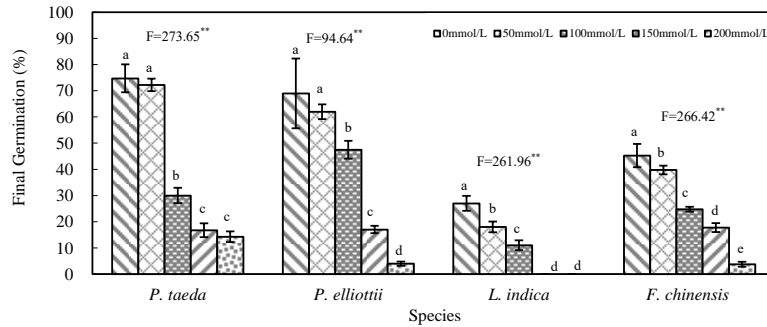 100
90
80
70
60
50
40
30
20
10
0
Final Germination (%)
0mmol/L 50mmol/L 100mmol/L 150mmol/L 200mmol/L
F=273.65**
a a b c c
F=94.64**
a a b c d
F=261.96**
a b c d d
F=266.42**
a b c d e
P. taeda P. elliottii L. indica F. chinensis
Species